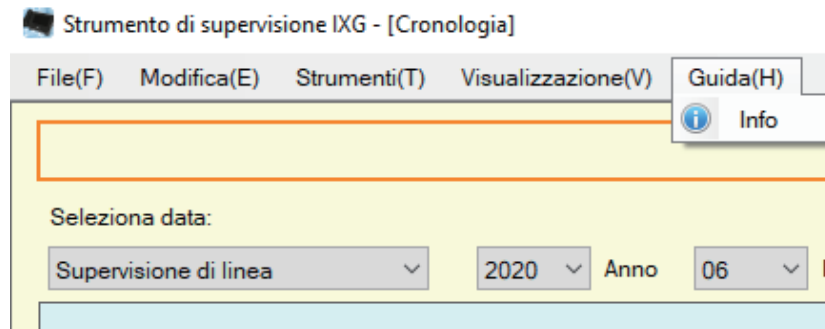 Strumento di supervisione IXG - [Cronologia]
File(F) Modifica(E) Strumenti(T) Visualizzazione(V) Guida(H)
Info
Seleziona data:
Supervisione di linea 2020 Anno 06